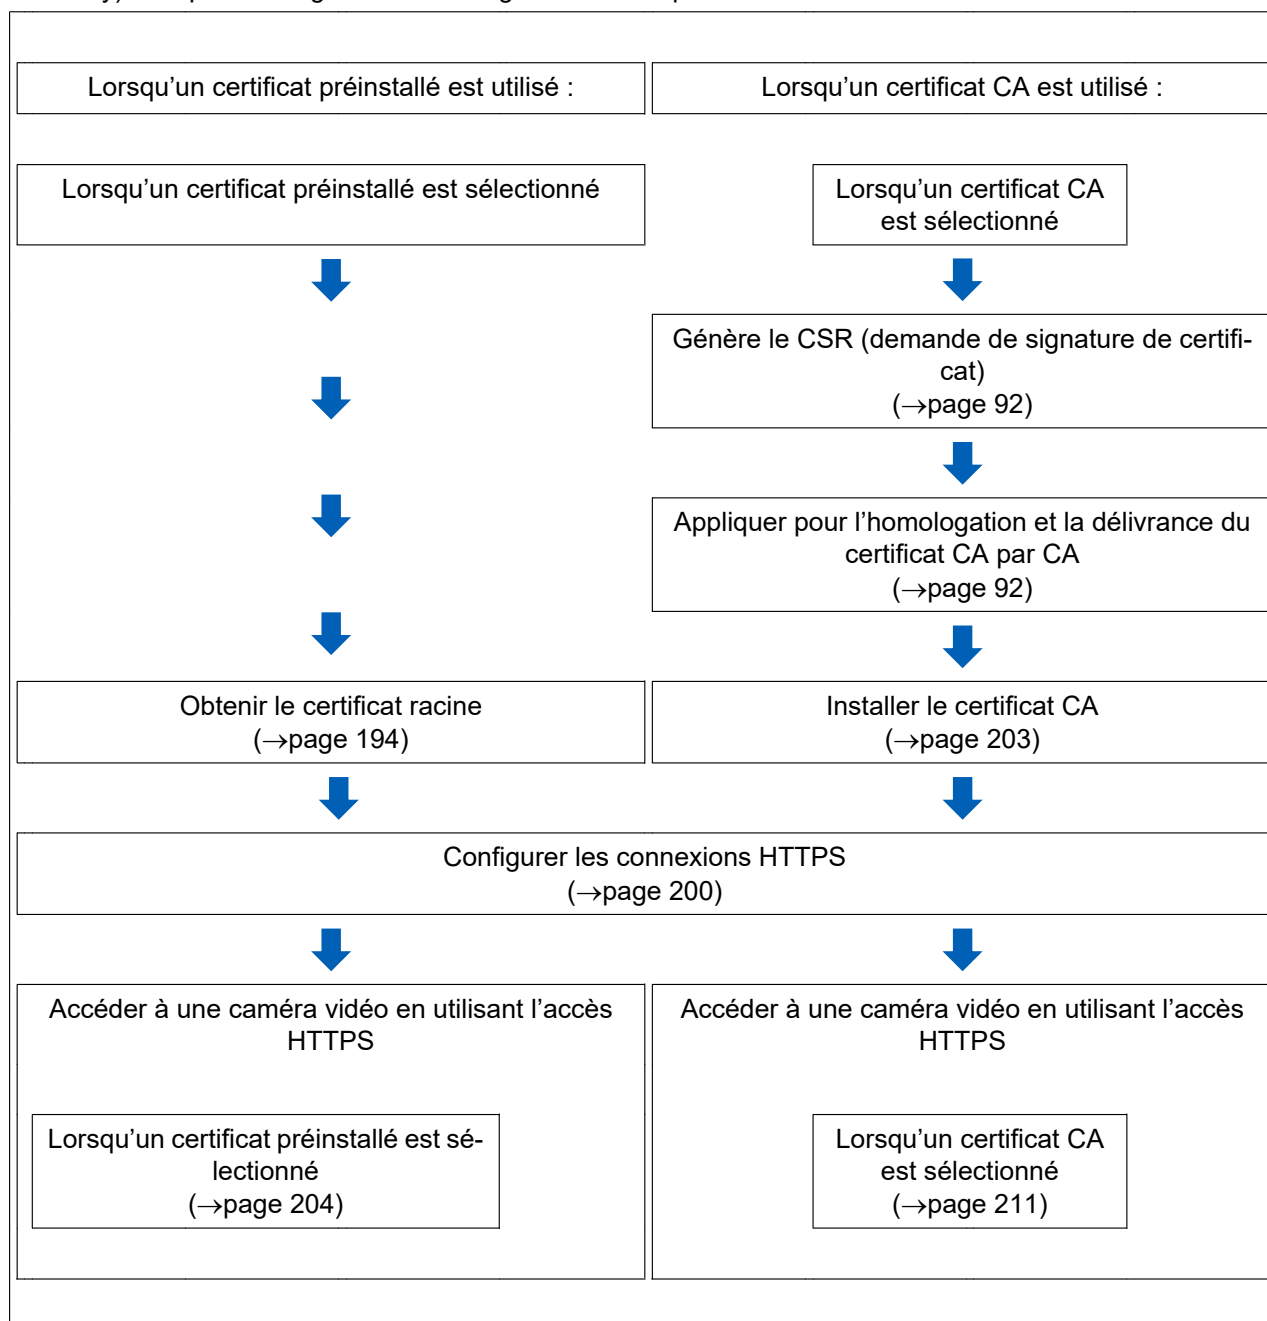 Lorsqu'un certificat préinstallé est utilisé :
Lorsqu'un certificat CA est utilisé :
Lorsqu'un certificat préinstallé est sélectionné
Lorsqu'un certificat CA
est sélectionné
Génère le CSR (demande de signature de certifi-
cat)
(→page 92)
Appliquer pour l'homologation et la délivrance du
certificat CA par CA
(→page 92)
Obtenir le certificat racine
(→page 194)
Installer le certificat CA
(→page 203)
Configurer les connexions HTTPS
(→page 200)
Accéder à une caméra vidéo en utilisant l'accès
HTTPS
Lorsqu'un certificat préinstallé est sé-
lectionné
(→page 204)
Accéder à une caméra vidéo en utilisant l'accès
HTTPS
Lorsqu'un certificat CA
est sélectionné
(→page 211)